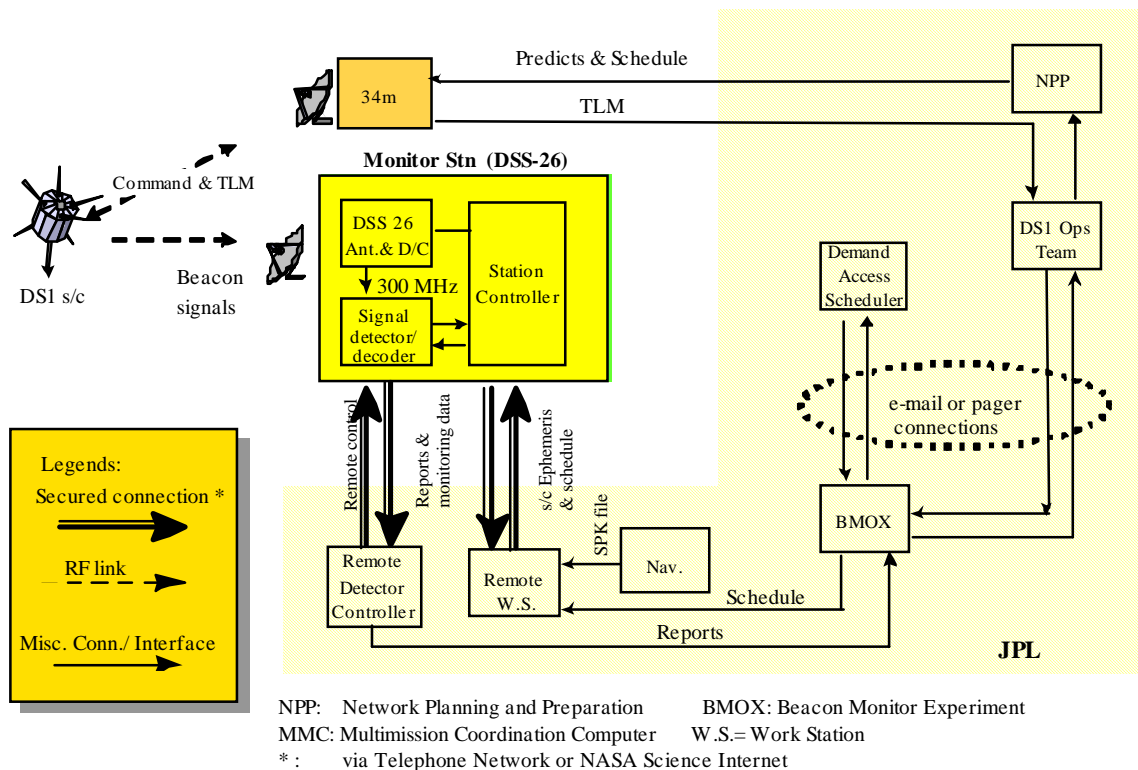 Predicts & Schedule
NPP
34m
TLM
Monitor Stn (DSS-26)
Command & TLM
DSS 26
Ant.& D/C
DS1 Ops
Team
Station
Controller
Demand
Access
Scheduler
Beacon
signals
300 MHz
DS1 s/c
Signal
detector/
decoder
e-mail or pager
connections
Remote control
Reports &
monitoring data
s/c Ephemeris
& schedule
Legends:
Secured connection *
RF link
Misc. Conn./ Interface
SPK file
BMOX
Remote
Detector
Controller
Remote
W.S.
Nav.
Schedule
Reports
JPL
NPP: Network Planning and Preparation BMOX: Beacon Monitor Experiment
MMC: Multimission Coordination Computer W.S.= Work Station
* : via Telephone Network or NASA Science Internet